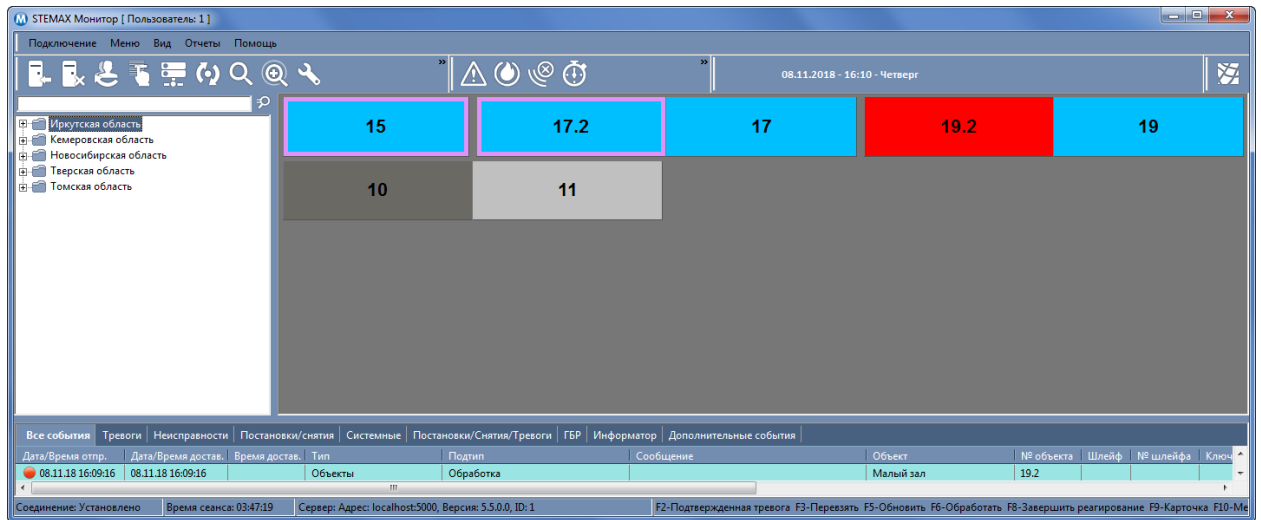 STEMAX Монитор [ Пользователь: 1 ]
Подключение Меню Вид Отчеты Помощь
08.11.2018 - 16:10 - Четверг
Иркутская область
Кемеровская область
Новосибирская область
Тверская область
Томская область
15 17.2 17 19.2 19
10 11
Все события Тревоги Неисправности Постановки/снятия Системные Постановки/Снятия/Тревоги ГБР Информатор Дополнительные события
Дата/Время отпр. Дата/Время достав. Время достав. Тип Подтип Сообщение Объект № объекта Шлейф № шлейфа Ключ
08.11.18 16:09:16 08.11.18 16:09:16 Объекты Обработка Малый зал 19.2
Соединение: Установлено Время сеанса: 03:47:19 Сервер: Адрес: localhost:5000, Версия: 5.5.0.0, ID: 1 F2-Подтвержденная тревога F3-Перевзять F5-Обновить F6-Обработать F8-Завершить реагирование F9-Карточка F10-Ме